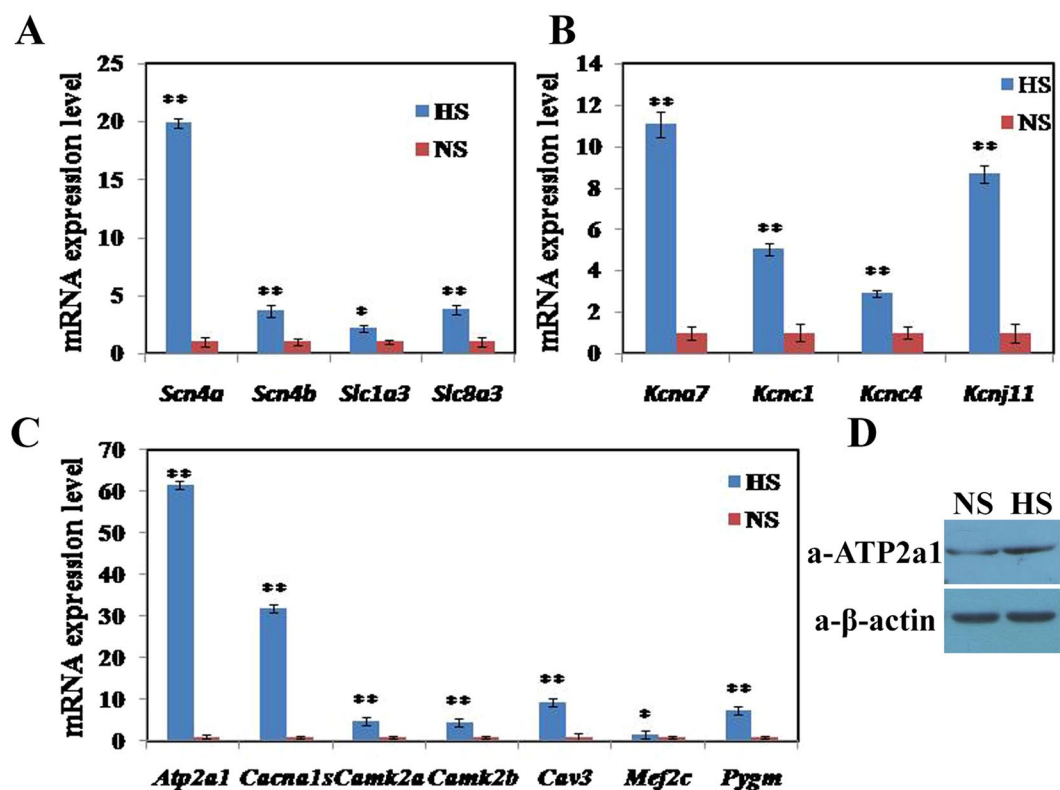 A
mRNA expression level
25
20
15
10
5
0
**
**
*
**
HS
NS
Scn4a Scn4b Slc1a3 Slc8a3
B
mRNA expression level
14
12
10
8
6
4
2
0
**
**
**
**
HS
NS
Kcna7 Kcnc1 Kcnc4 Kcnj11
C
mRNA expression level
70
60
50
40
30
20
10
0
**
**
**
**
**
*
**
HS
NS
Atp2a1 Cacna1s Camk2a Camk2b Cav3 Mef2c Pygm
D
NS HS
a-ATP2a1
a-β-actin